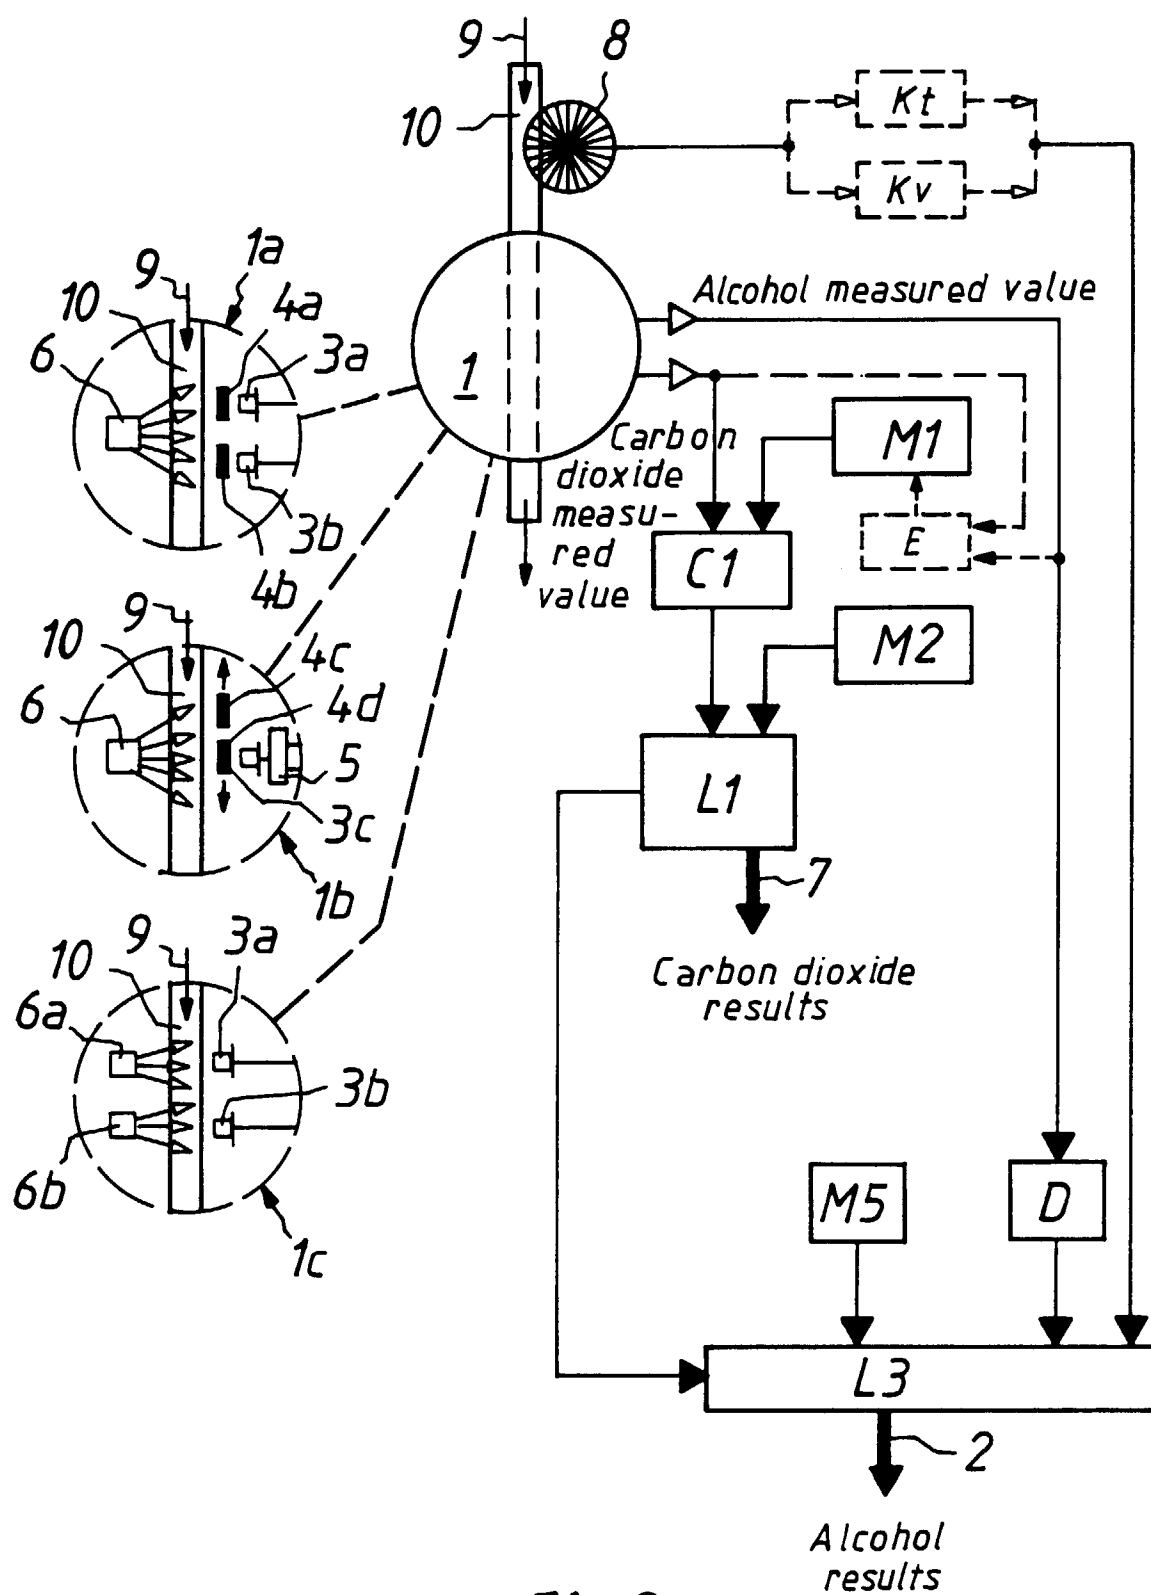 9
8
10
Kt
Kv
1a
9
10
4a
3a
6
3b
4b
Alcohol measured value
1
Carbon
dioxide
measu-
red
value
M1
E
C1
M2
9
10
4c
4d
6
5
3c
1b
L1
7
Carbon dioxide
results
9
3a
10
6a
3b
6b
1c
M5
D
L3
2
Alcohol
results